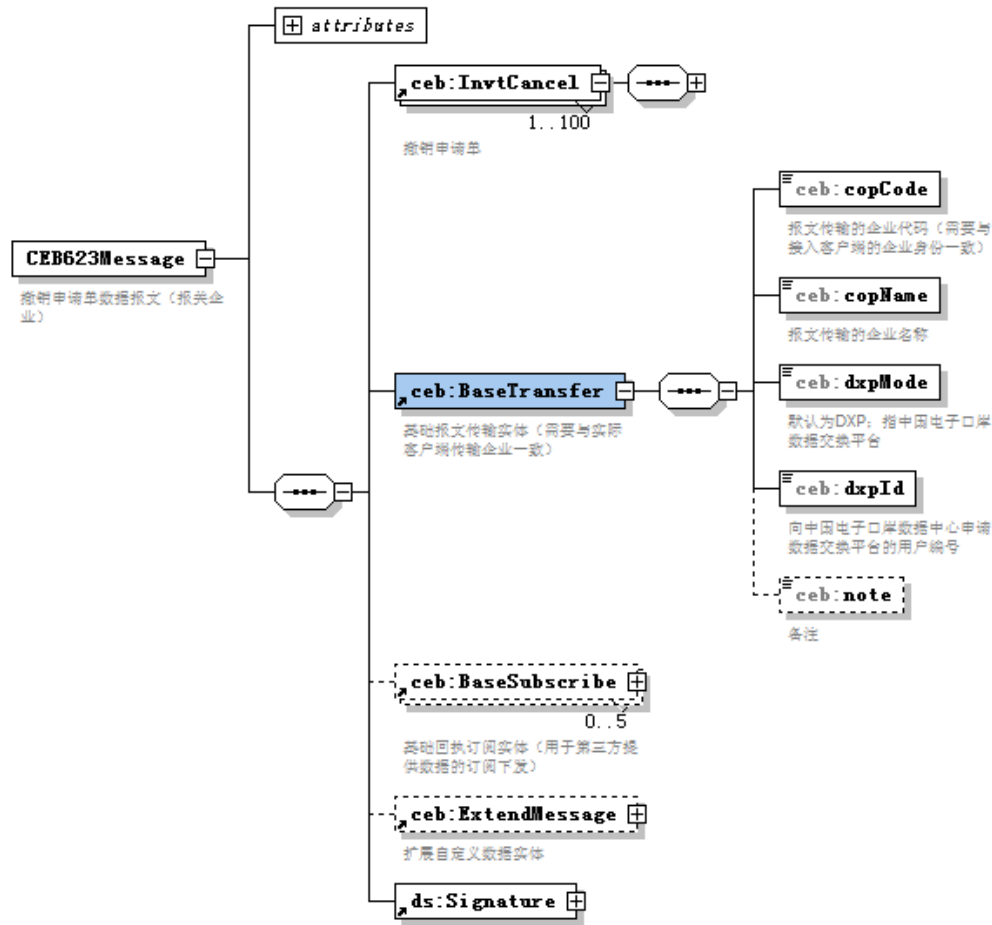 attributes
ceb:InvtCancel
1..100
撤销申请单
CEB623Message
撤销申请单数据报文（报关企
业）
ceb:BaseTransfer
基础报文传输实体（需要与实际
客户端传输企业一致）
ceb:copCode
报文传输的企业代码（需要与
接入客户端的企业身份一致）
ceb:copName
报文传输的企业名称
ceb:dxpMode
默认为DXP；指中国电子口岸
数据交换平台
ceb:dxpId
向中国电子口岸数据中心申请
数据交换平台的用户编号
ceb:note
备注
ceb:BaseSubscribe
0..5
基础回执订阅实体（用于第三方提
供数据的订阅下发）
ceb:ExtendMessage
扩展自定义数据实体
ds:Signature